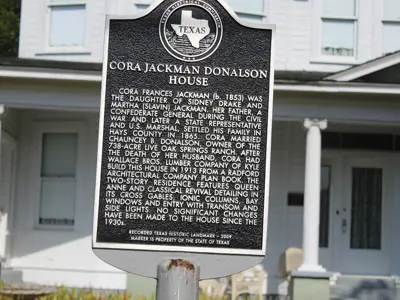 TEXAS
CORA JACKMAN DONALSON
HOUSE
CORA FRANCES JACKMAN (b. 1853) WAS
THE DAUGHTER OF SIDNEY DRAKE AND
MARTHA (SLAVIN) JACKMAN. HER FATHER, A
CONFEDERATE GENERAL DURING THE CIVIL
WAR AND LATER A STATE REPRESENTATIVE
AND U.S. MARSHAL, SETTLED HIS FAMILY IN
HAYS COUNTY IN 1865. CORA MARRIED
CHAUNCEY B. DONALSON, OWNER OF THE
738-ACRE LIVE OAK SPRINGS RANCH. AFTER
THE DEATH OF HER HUSBAND, CORA HAD
WALLACE BROS. LUMBER COMPANY OF KYLE
BUILD THIS HOUSE IN 1913 FROM A RADFORD
ARCHITECTURAL COMPANY PLAN BOOK. THE
TWO-STORY RESIDENCE FEATURES QUEEN
ANNE AND CLASSICAL REVIVAL DETAILING IN
ITS CROSS GABLES, IONIC COLUMNS, BAY
WINDOWS AND ENTRY WITH TRANSOM AND
SIDE LIGHTS. NO SIGNIFICANT CHANGES
HAVE BEEN MADE TO THE HOUSE SINCE THE
1930s.
RECORDED TEXAS HISTORIC LANDMARK - 2009
MARKER IS PROPERTY OF THE STATE OF TEXAS